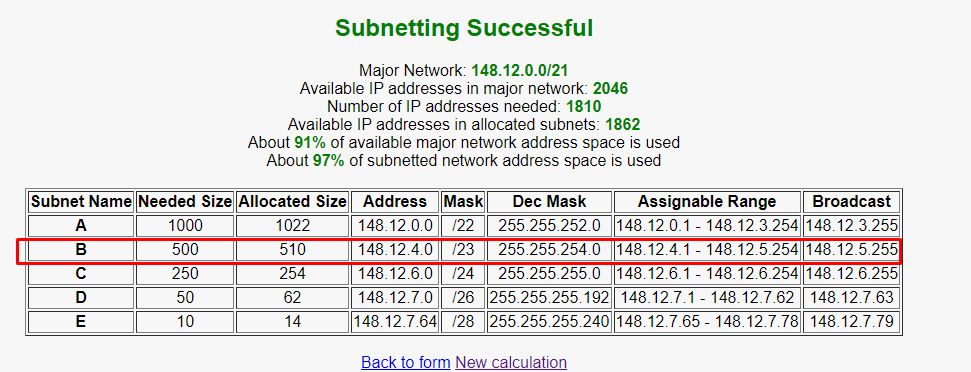 Subnetting Successful
Major Network: 148.12.0.0/21
Available IP addresses in major network: 2046
Number of IP addresses needed: 1810
Available IP addresses in allocated subnets: 1862
About 91% of available major network address space is used
About 97% of subnetted network address space is used
Subnet Name Needed Size Allocated Size Address Mask Dec Mask Assignable Range Broadcast
A 1000 1022 148.12.0.0 /22 255.255.252.0 148.12.0.1 - 148.12.3.254 148.12.3.255
B 500 510 148.12.4.0 /23 255.255.254.0 148.12.4.1 - 148.12.5.254 148.12.5.255
C 250 254 148.12.6.0 /24 255.255.255.0 148.12.6.1 - 148.12.6.254 148.12.6.255
D 50 62 148.12.7.0 /26 255.255.255.192 148.12.7.1 - 148.12.7.62 148.12.7.63
E 10 14 148.12.7.64 /28 255.255.255.240 148.12.7.65 - 148.12.7.78 148.12.7.79
Back to form New calculation